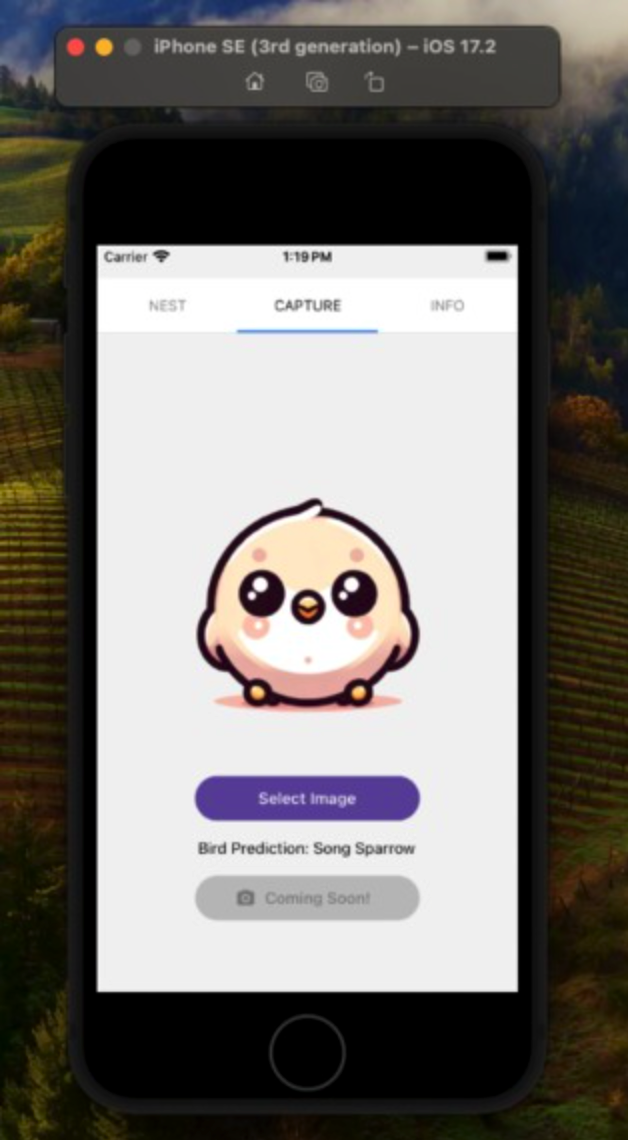 iPhone SE (3rd generation) – iOS 17.2
Carrier 1:19 PM
NEST CAPTURE INFO
Select Image
Bird Prediction: Song Sparrow
Coming Soon!